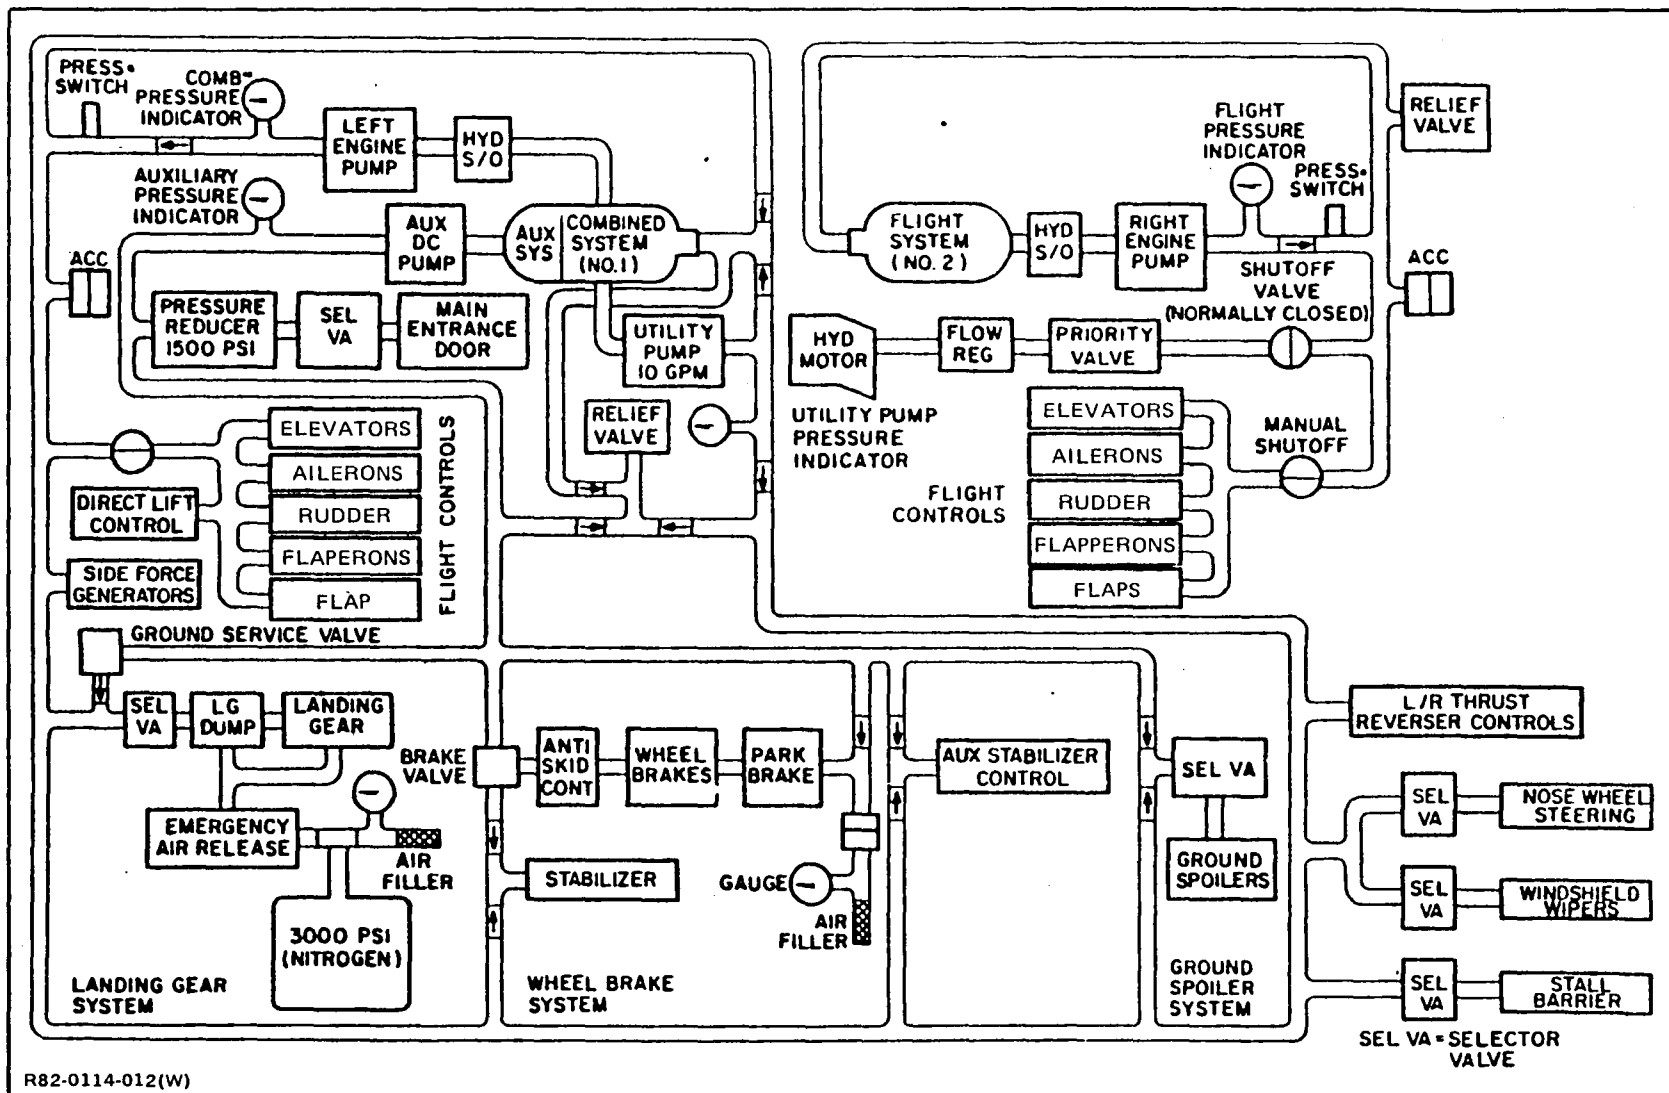 PRESS.
SWITCH
COMB-
PRESSURE
INDICATOR
LEFT
ENGINE
PUMP
HYD
S/O
AUXILIARY
PRESSURE
INDICATOR
AUX
DC
PUMP
AUX
SYS
COMBINED
SYSTEM
(NO.1)
ACC
PRESSURE
REDUCER
1500 PSI
SEL
VA
MAIN
ENTRANCE
DOOR
UTILITY
PUMP
10 GPM
RELIEF
VALVE
ELEVATORS
AILERONS
RUDDER
FLAPERONS
FLAP
FLIGHT CONTROLS
DIRECT LIFT
CONTROL
SIDE FORCE
GENERATORS
FLIGHT
SYSTEM
(NO. 2)
HYD
S/O
RIGHT
ENGINE
PUMP
FLIGHT
PRESSURE
INDICATOR
PRESS.
SWITCH
RELIEF
VALVE
ACC
SHUTOFF
VALVE
(NORMALLY CLOSED)
HYD
MOTOR
FLOW
REG
PRIORITY
VALVE
UTILITY PUMP
PRESSURE
INDICATOR
ELEVATORS
AILERONS
RUDDER
FLAPPERONS
FLAPS
FLIGHT
CONTROLS
MANUAL
SHUTOFF
GROUND SERVICE VALVE
SEL
VA
LG
DUMP
LANDING
GEAR
EMERGENCY
AIR RELEASE
AIR
FILLER
3000 PSI
(NITROGEN)
LANDING GEAR
SYSTEM
BRAKE
VALVE
ANTI
SKID
CONT
WHEEL
BRAKES
PARK
BRAKE
STABILIZER
GAUGE
AIR
FILLER
WHEEL BRAKE
SYSTEM
AUX STABILIZER
CONTROL
SEL VA
GROUND
SPOILERS
GROUND
SPOILER
SYSTEM
L/R THRUST
REVERSER CONTROLS
SEL
VA
NOSE WHEEL
STEERING
SEL
VA
WINDSHIELD
WIPERS
SEL
VA
STALL
BARRIER
SEL VA = SELECTOR
VALVE
R82-0114-012(W)